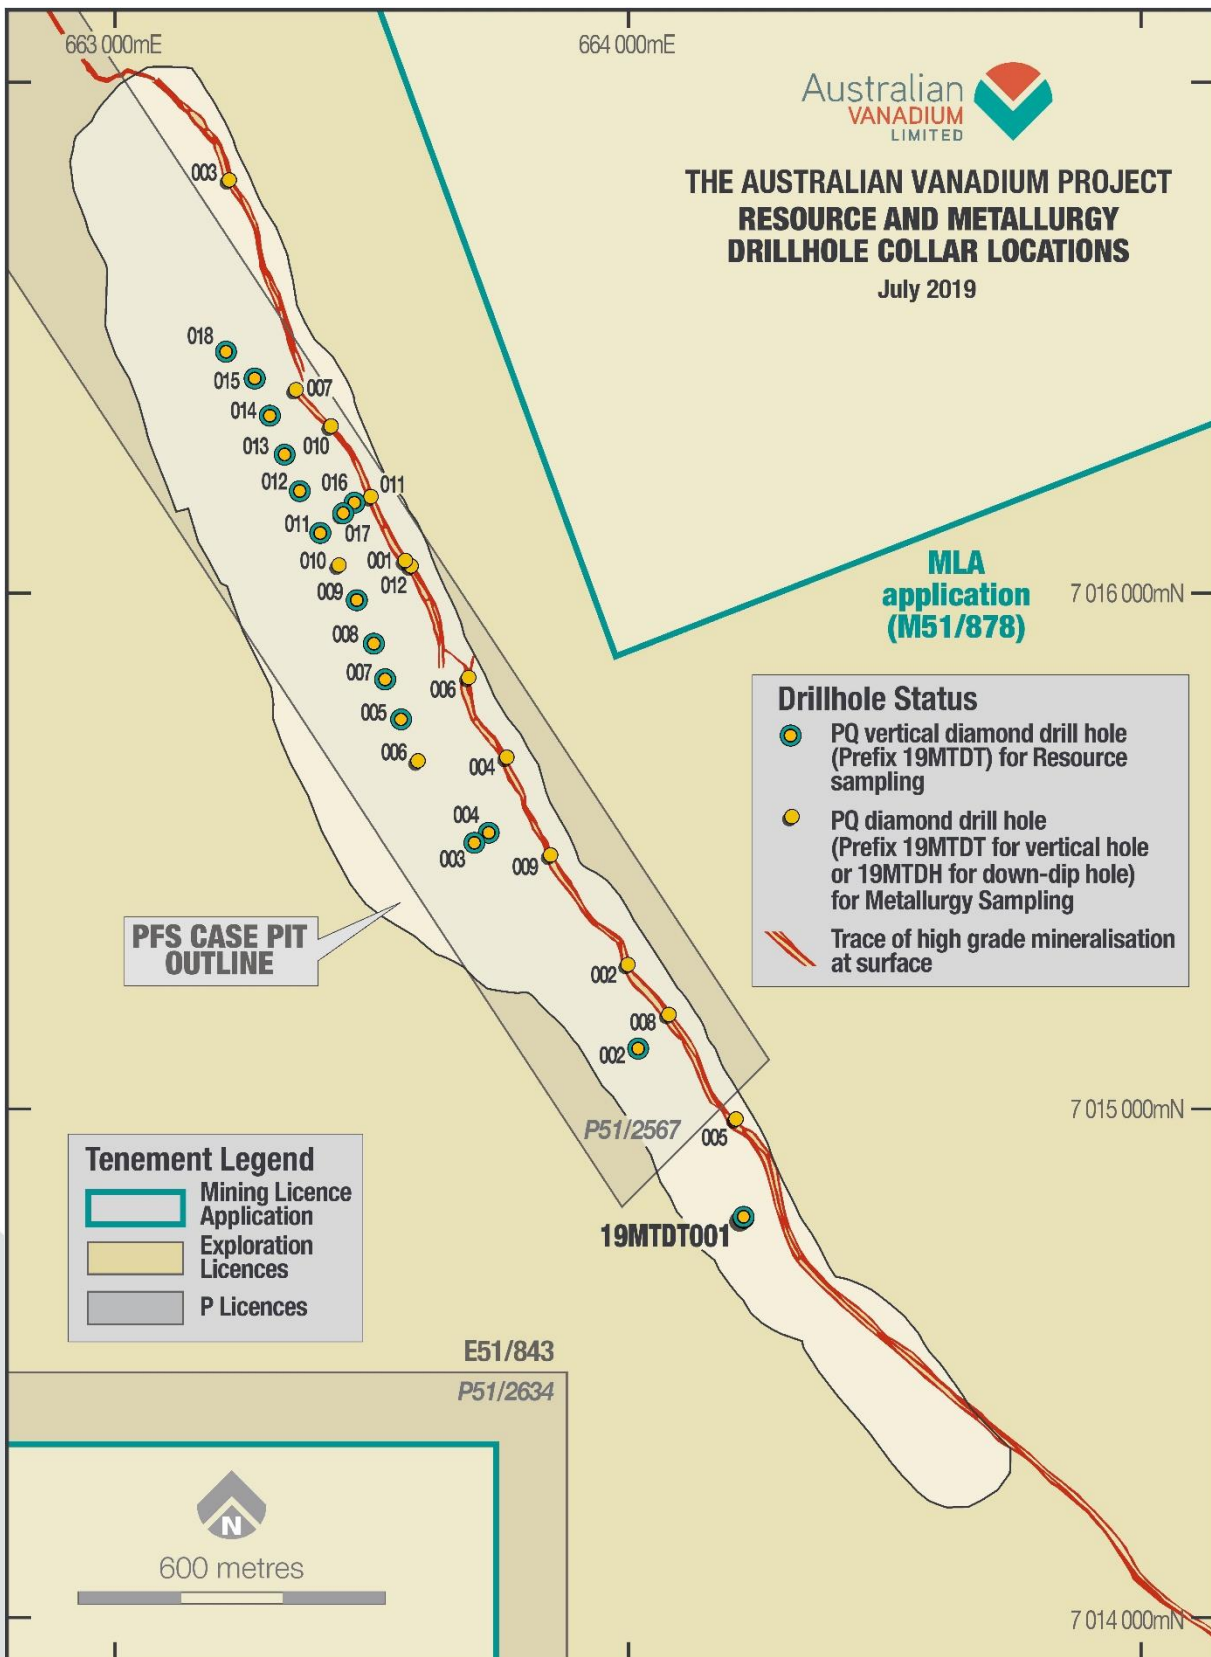 663 000mE
664 000mE
Australian
VANADIUM
LIMITED
THE AUSTRALIAN VANADIUM PROJECT
RESOURCE AND METALLURGY
DRILLHOLE COLLAR LOCATIONS
July 2019
003
018
015
007
014
010
013
012
016
011
011
017
010
001
012
009
MLA
application
(M51/878)
7 016 000mN
008
007
006
005
006
004
004
003
009
Drillhole Status
PQ vertical diamond drill hole
(Prefix 19MTDT) for Resource
sampling
PQ diamond drill hole
(Prefix 19MTDT for vertical hole
or 19MTDH for down-dip hole)
for Metallurgy Sampling
Trace of high grade mineralisation
at surface
PFS CASE PIT
OUTLINE
002
008
002
7 015 000mN
P51/2567
005
19MTDT001
Tenement Legend
Mining Licence
Application
Exploration
Licences
P Licences
E51/843
P51/2634
N
600 metres
7 014 000mN